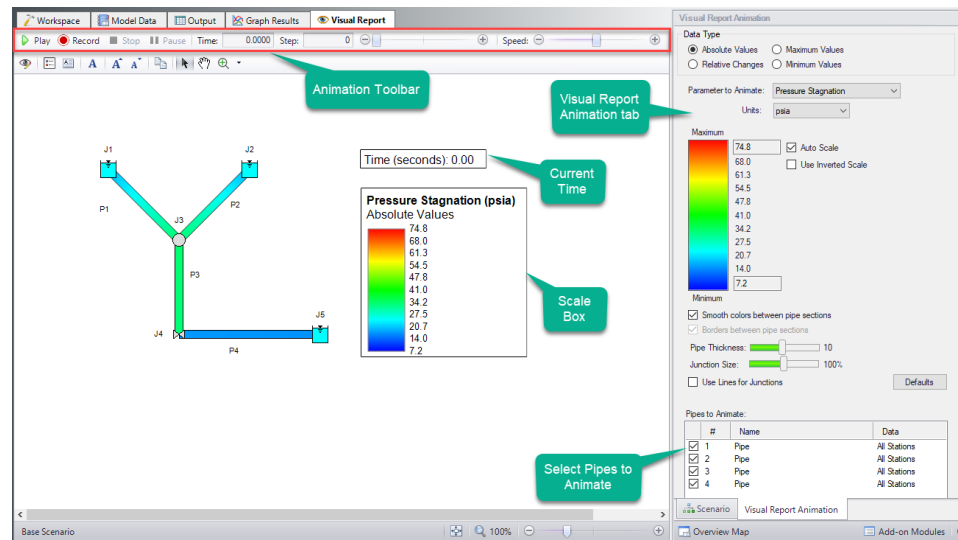 Workspace Model Data Output Graph Results Visual Report
Play Record Stop Pause Time: 0.0000 Step: 0 Speed:
A A A
Animation Toolbar
J1 J2
P1 P2
J3
P3
J4 J5
P4
Time (seconds): 0.00
Current
Time
Pressure Stagnation (psia)
Absolute Values
74.8
68.0
61.3
54.5
47.8
41.0
34.2
27.5
20.7
14.0
7.2
Scale
Box
Visual Report
Animation tab
Select Pipes to
Animate
Base Scenario 100%
Visual Report Animation
Data Type
Absolute Values Maximum Values
Relative Changes Minimum Values
Parameter to Animate: Pressure Stagnation
Units: psia
Maximum
74.8 Auto Scale
68.0 Use Inverted Scale
61.3
54.5
47.8
41.0
34.2
27.5
20.7
14.0
7.2
Minimum
Smooth colors between pipe sections
Borders between pipe sections
Pipe Thickness: 10
Junction Size: 100%
Use Lines for Junctions Defaults
Pipes to Animate:
# Name Data
1 Pipe All Stations
2 Pipe All Stations
3 Pipe All Stations
4 Pipe All Stations
Scenario Visual Report Animation
Overview Map Add-on Modules